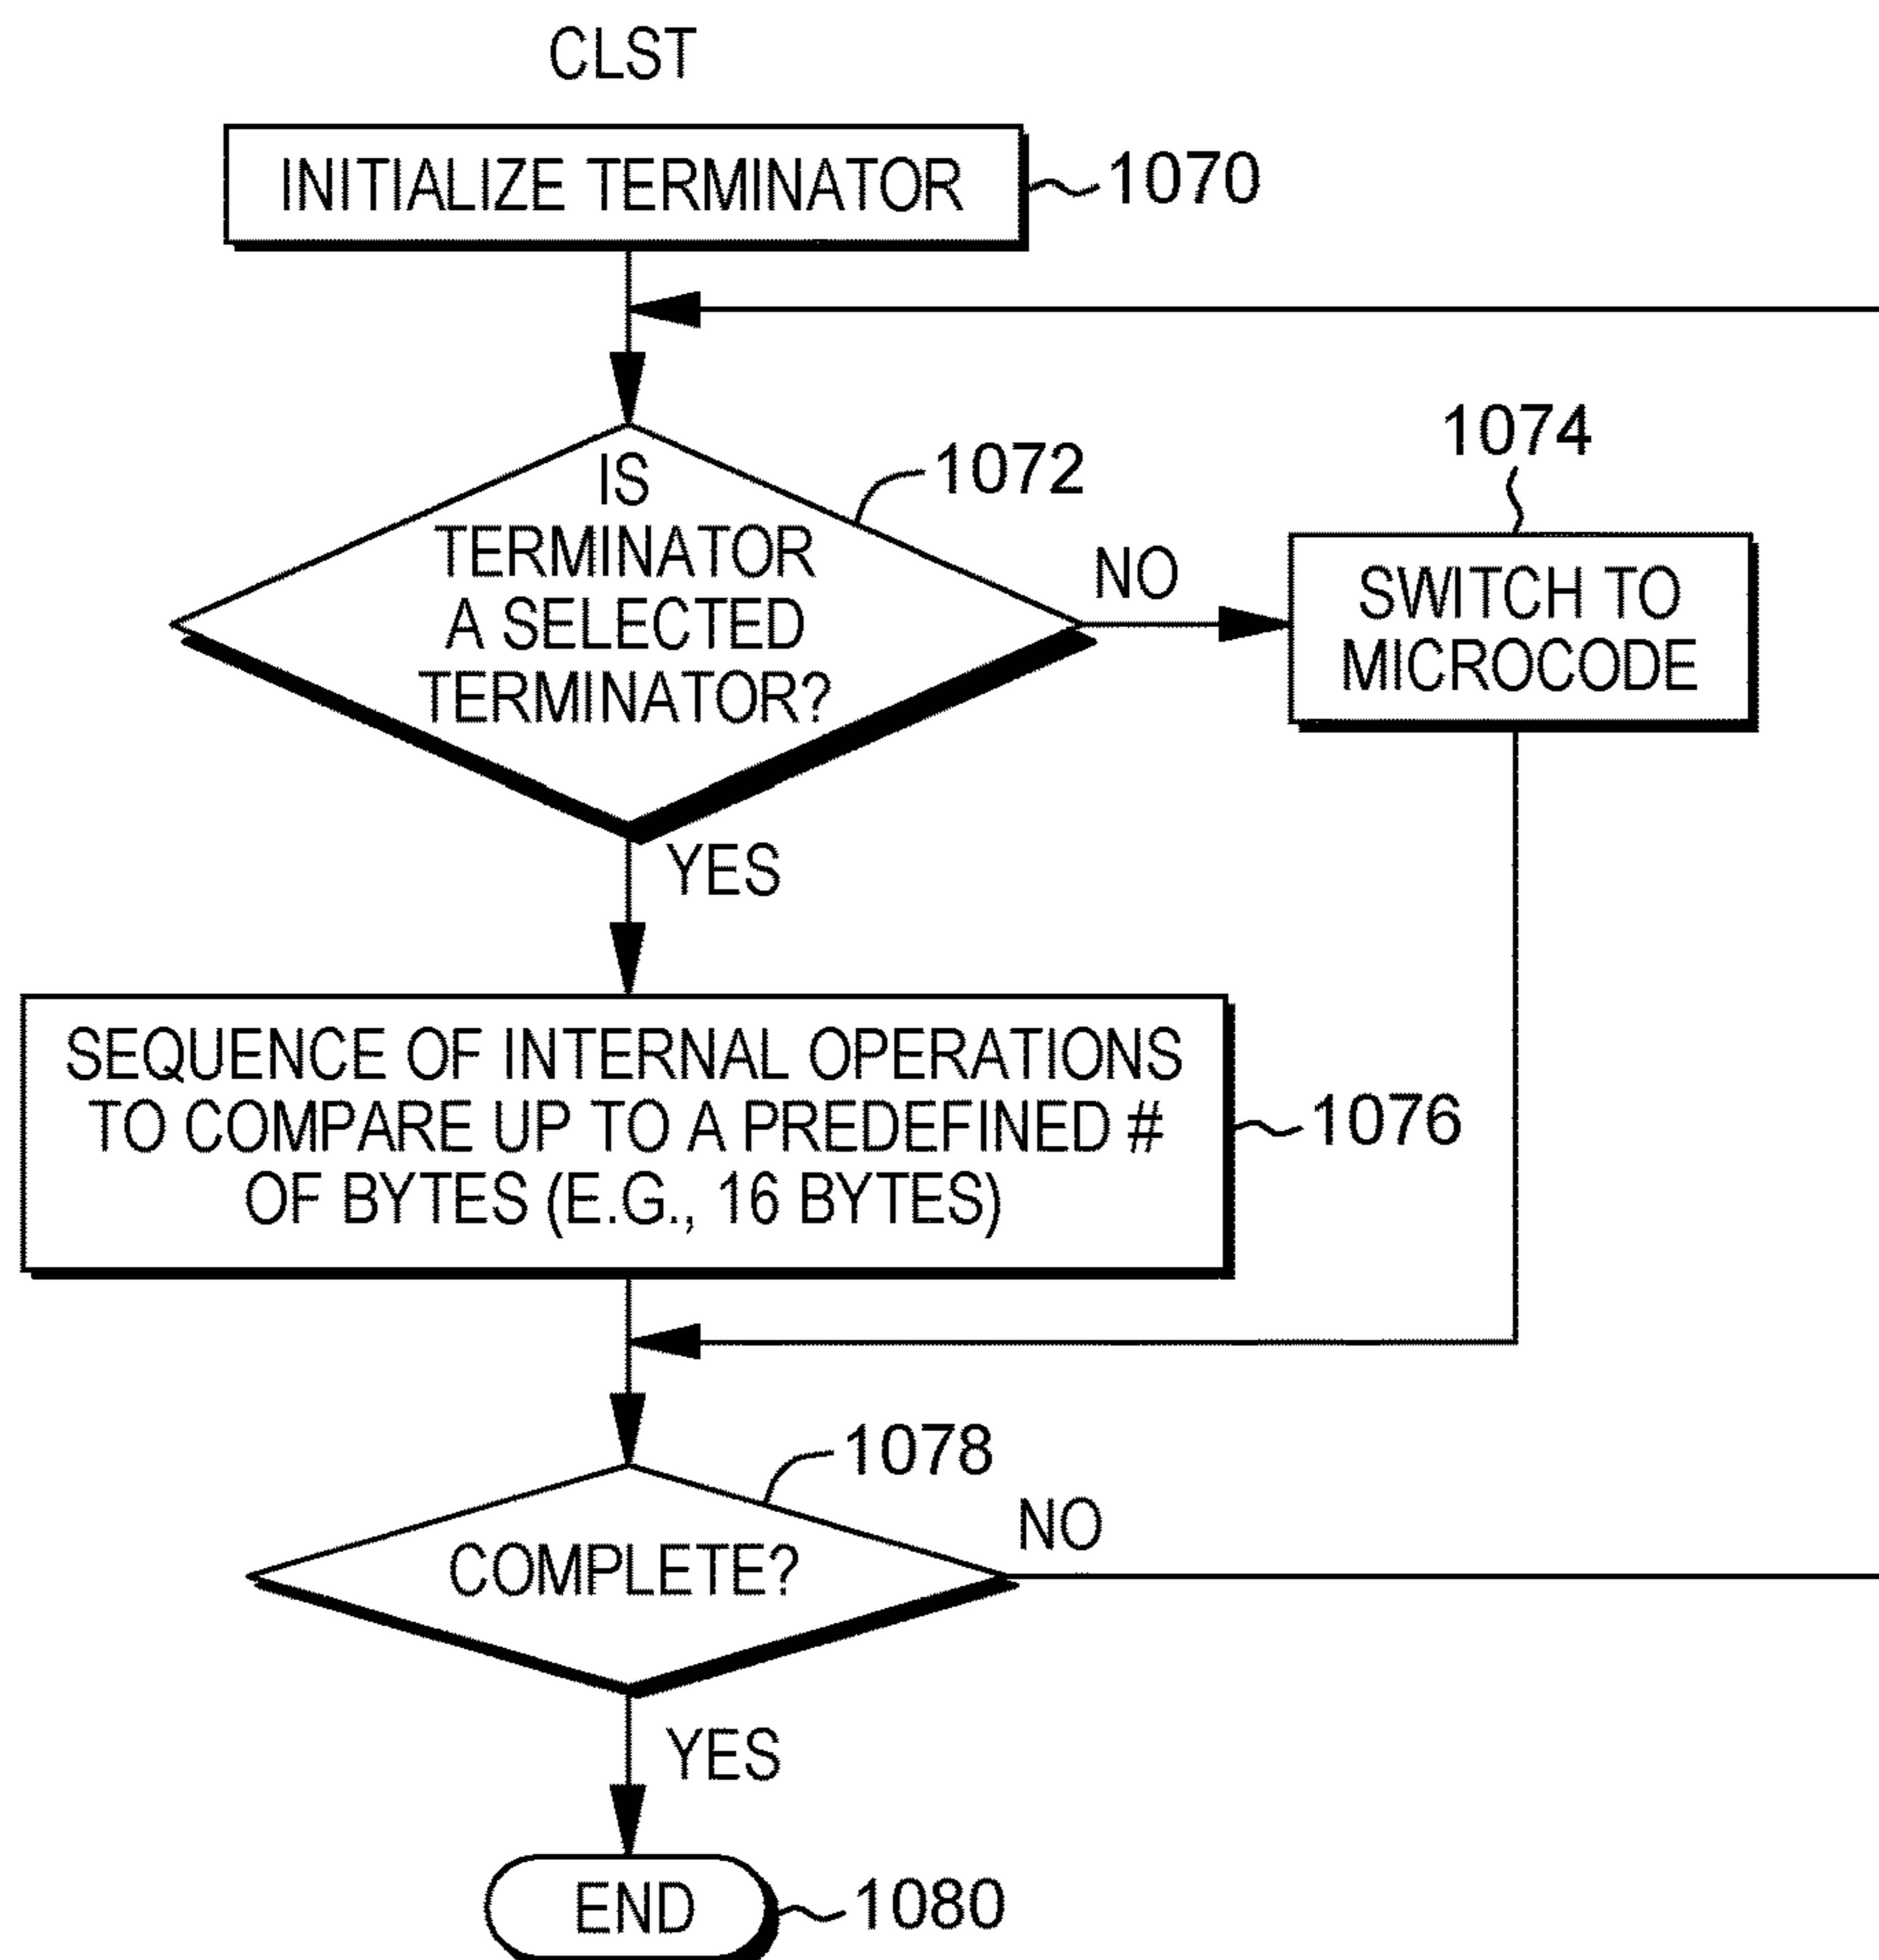 CLST
INITIALIZE TERMINATOR
1070
IS
TERMINATOR
A SELECTED
TERMINATOR?
1072
NO
1074
SWITCH TO
MICROCODE
YES
SEQUENCE OF INTERNAL OPERATIONS
TO COMPARE UP TO A PREDEFINED #
OF BYTES (E.G., 16 BYTES)
1076
1078
COMPLETE?
NO
YES
END
1080